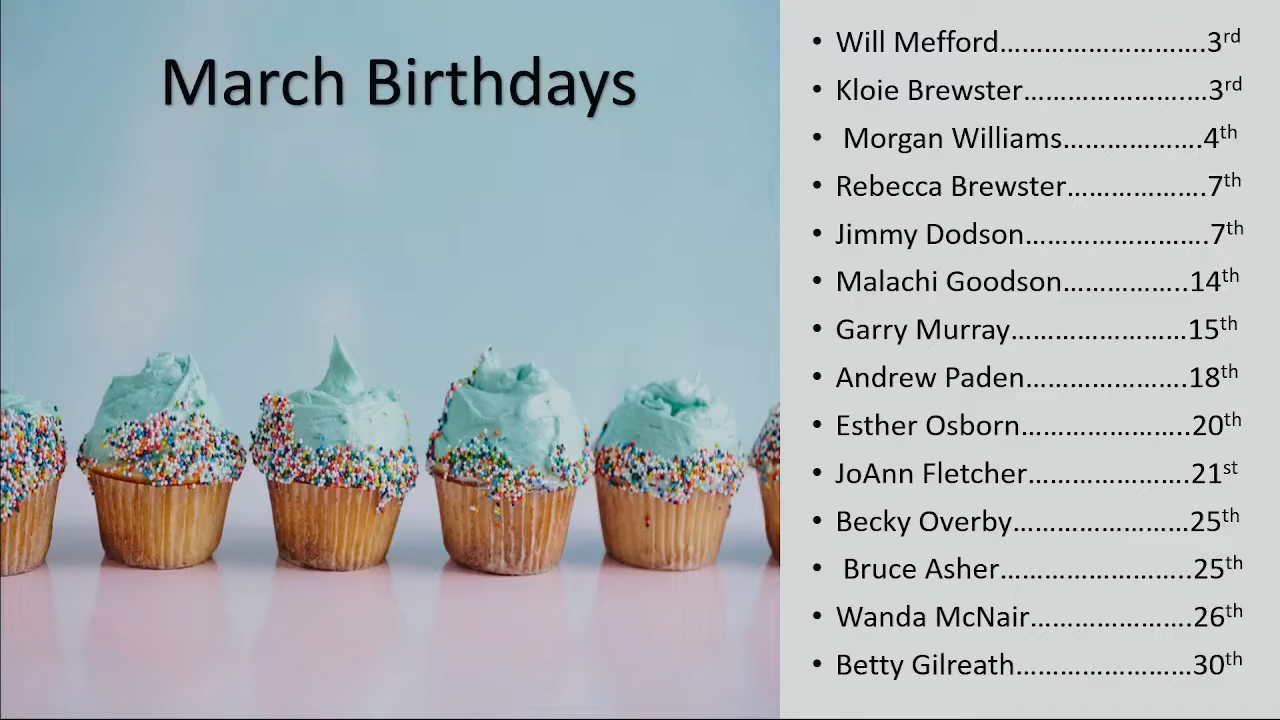 March Birthdays
• Will Mefford……………………….3rd
• Kloie Brewster…………………….…3rd
• Morgan Williams……………….4th
• Rebecca Brewster……………….7th
• Jimmy Dodson…………………….7th
• Malachi Goodson……………..14th
• Garry Murray……………………15th
• Andrew Paden………………….18th
• Esther Osborn…………………..20th
• JoAnn Fletcher………………….21st
• Becky Overby……………………25th
• Bruce Asher……………………..25th
• Wanda McNair………………….26th
• Betty Gilreath……………………30th